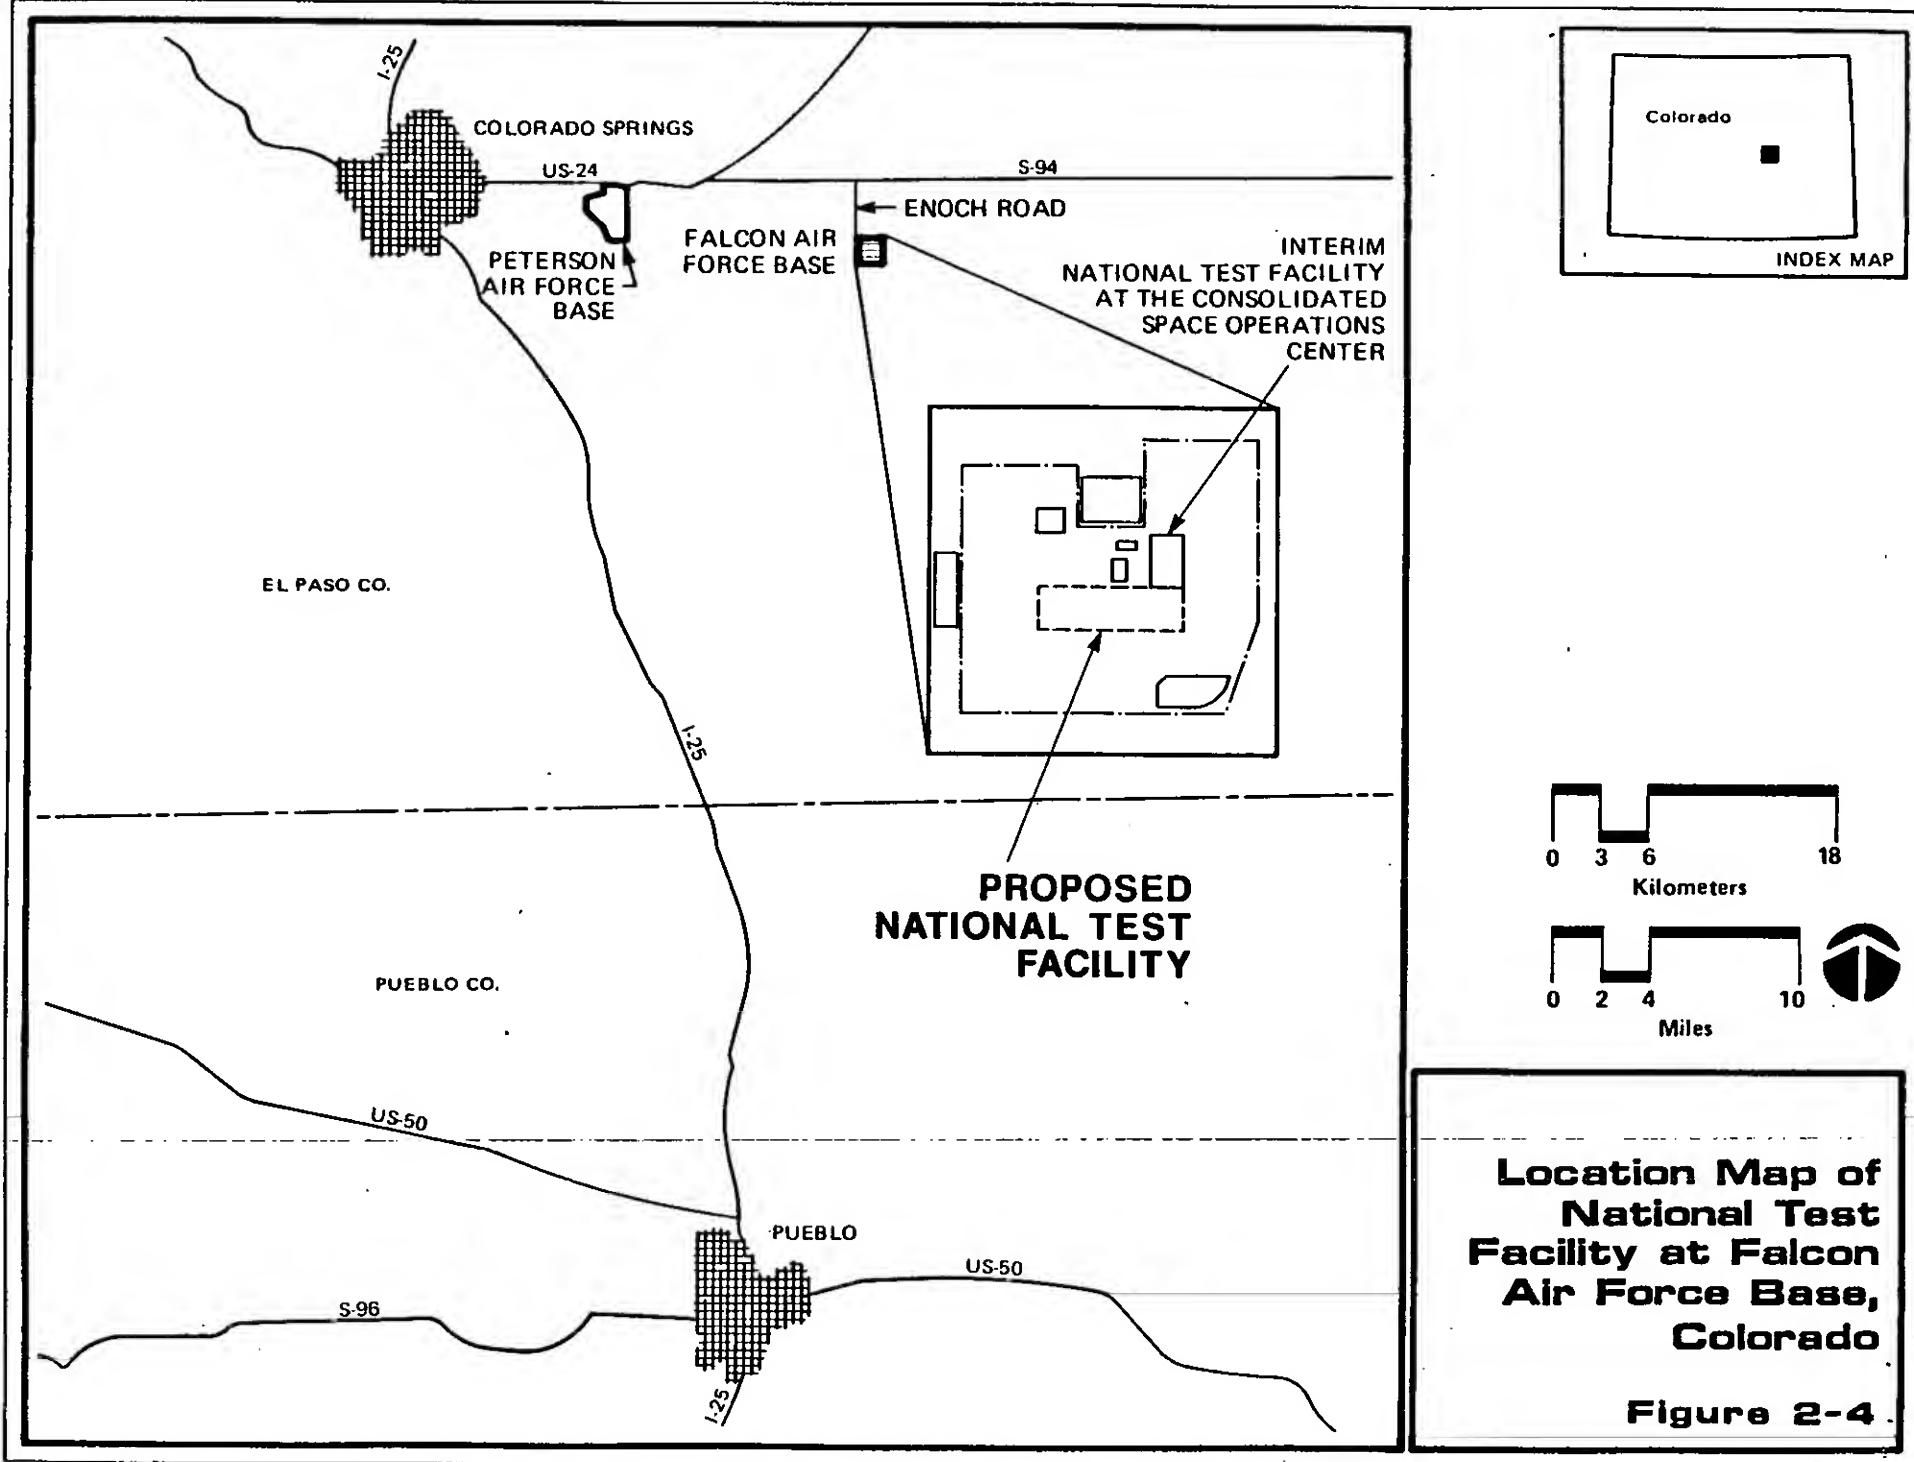 I-25
COLORADO SPRINGS
US-24
S-94
ENOCH ROAD
FALCON AIR
FORCE BASE
PETERSON
AIR FORCE
BASE
INTERIM
NATIONAL TEST FACILITY
AT THE CONSOLIDATED
SPACE OPERATIONS
CENTER
EL PASO CO.
I-25
PROPOSED
NATIONAL TEST
FACILITY
PUEBLO CO.
US-50
PUEBLO
US-50
S-96
I-25
Colorado
INDEX MAP
0 3 6 18
Kilometers
0 2 4 10
Miles
Location Map of
National Test
Facility at Falcon
Air Force Base,
Colorado
Figure 2-4